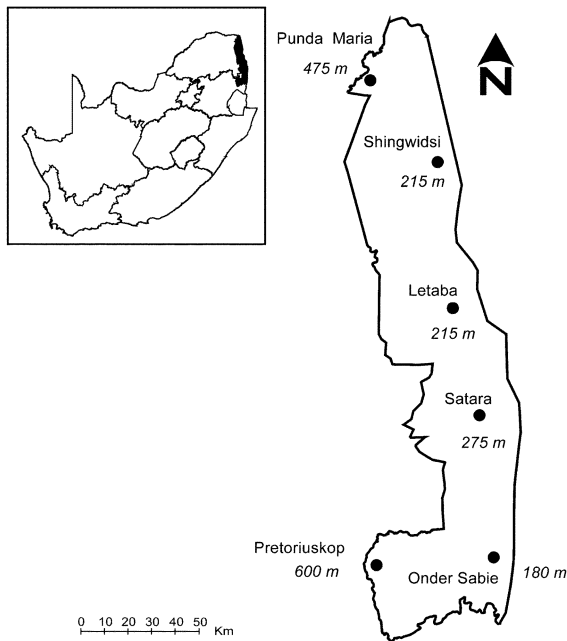 Punda Maria
475 m
N
Shingwidsi
215 m
Letaba
215 m
Satara
275 m
Pretoriuskop
600 m
Onder Sabie
180 m
0 10 20 30 40 50 Km